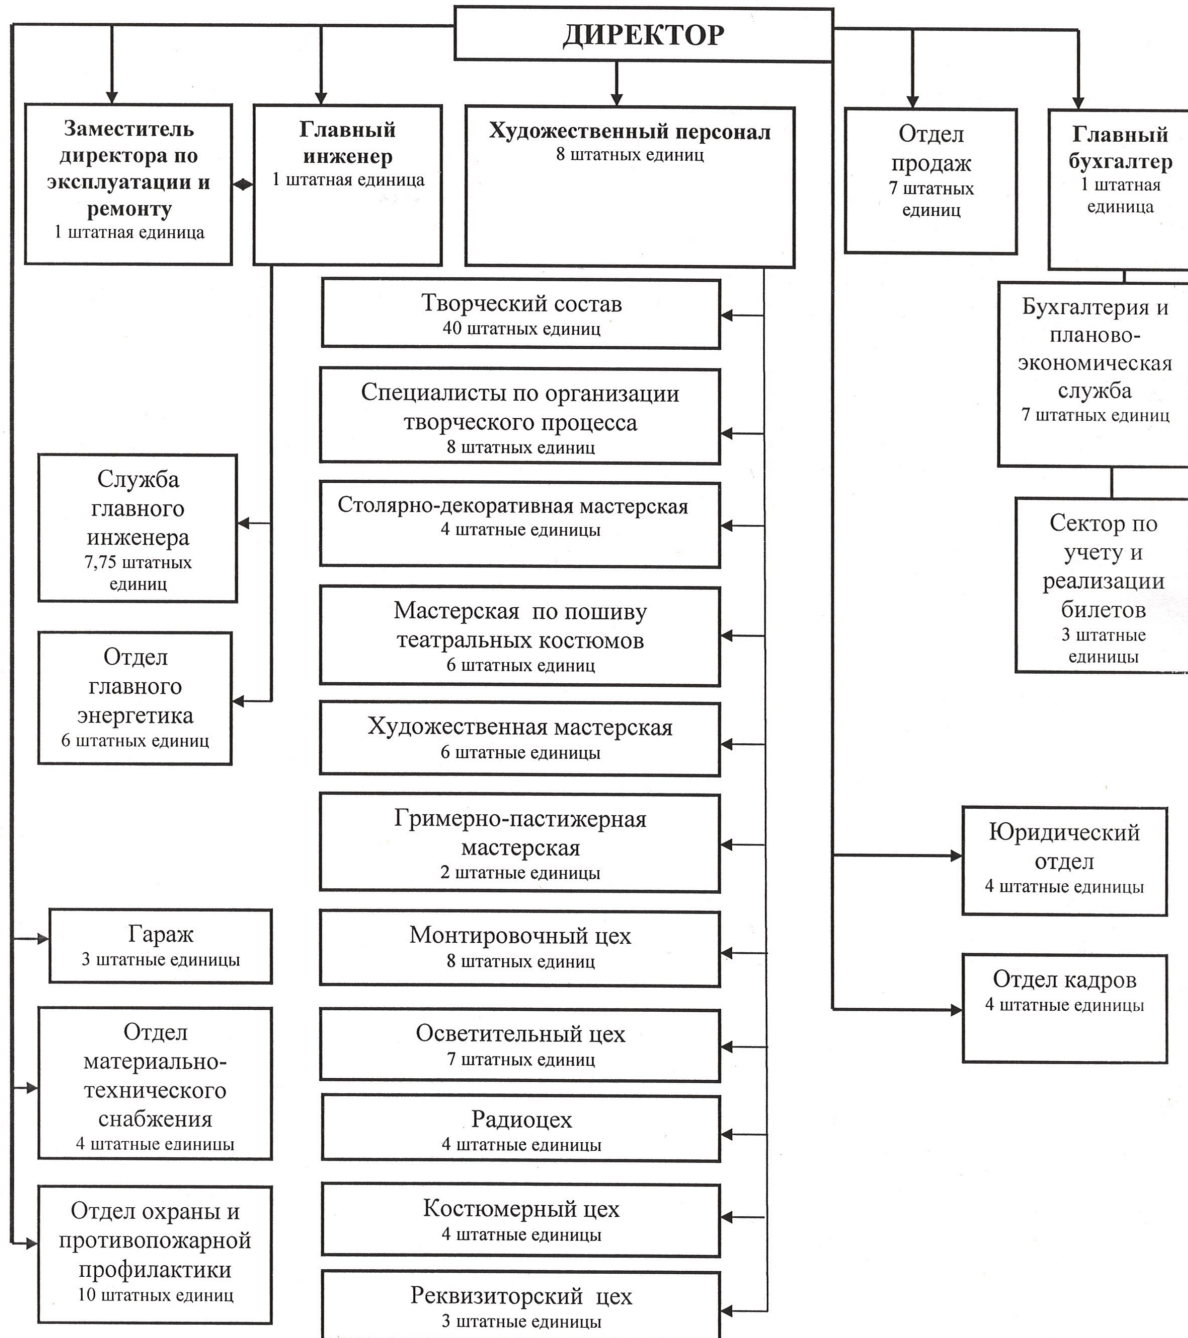 ДИРЕКТОР
Заместитель
директора по
эксплуатации и
ремонту
1 штатная единица
Главный
инженер
1 штатная единица
Художественный персонал
8 штатных единиц
Отдел
продаж
7 штатных
единиц
Главный
бухгалтер
1 штатная
единица
Творческий состав
40 штатных единиц
Специалисты по организации
творческого процесса
8 штатных единиц
Столярно-декоративная мастерская
4 штатные единицы
Мастерская по пошиву
театральных костюмов
6 штатных единиц
Художественная мастерская
6 штатные единицы
Гримерно-пастижерная
мастерская
2 штатные единицы
Монтировочный цех
8 штатных единиц
Осветительный цех
7 штатных единиц
Радиоцех
4 штатные единицы
Костюмерный цех
4 штатные единицы
Реквизиторский цех
3 штатные единицы
Служба
главного
инженера
7,75 штатных
единиц
Отдел
главного
энергетика
6 штатных единиц
Гараж
3 штатные единицы
Отдел
материально-
технического
снабжения
4 штатные единицы
Отдел охраны и
противопожарной
профилактики
10 штатных единиц
Бухгалтерия и
планово-
экономическая
служба
7 штатных единиц
Сектор по
учету и
реализации
билетов
3 штатные
единицы
Юридический
отдел
4 штатные единицы
Отдел кадров
4 штатные единицы